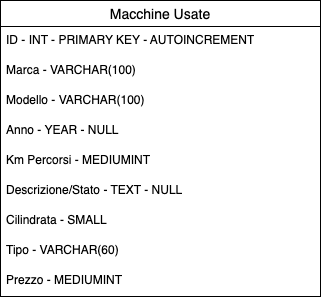 Macchine Usate
ID - INT - PRIMARY KEY - AUTOINCREMENT
Marca - VARCHAR(100)
Modello - VARCHAR(100)
Anno - YEAR - NULL
Km Percorsi - MEDIUMINT
Descrizione/Stato - TEXT - NULL
Cilindrata - SMALL
Tipo - VARCHAR(60)
Prezzo - MEDIUMINT